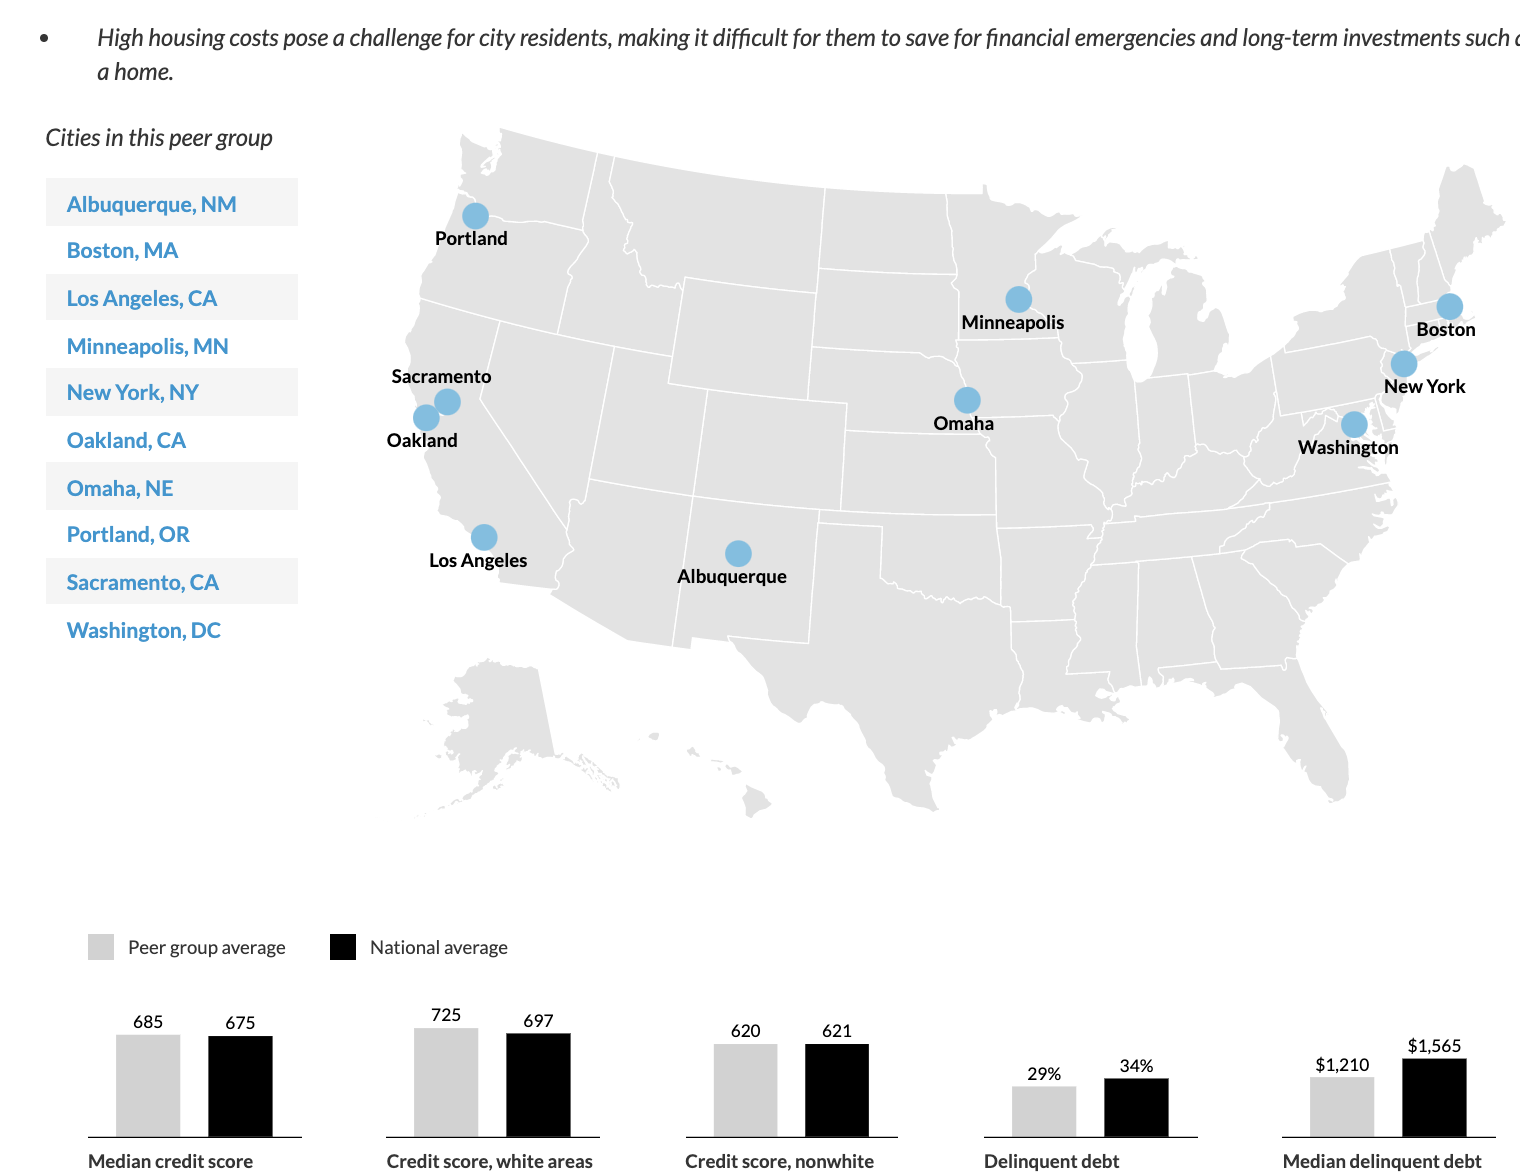 • High housing costs pose a challenge for city residents, making it difficult for them to save for financial emergencies and long-term investments such
a home.
Cities in this peer group
Albuquerque, NM
Boston, MA
Los Angeles, CA
Minneapolis, MN
New York, NY
Oakland, CA
Omaha, NE
Portland, OR
Sacramento, CA
Washington, DC
Portland
Minneapolis
Boston
Sacramento
New York
Oakland
Omaha
Washington
Los Angeles
Albuquerque
Peer group average
National average
685
675
725
697
620
621
29%
34%
$1,210
$1,565
Median credit score
Credit score, white areas
Credit score, nonwhite
Delinquent debt
Median delinquent debt